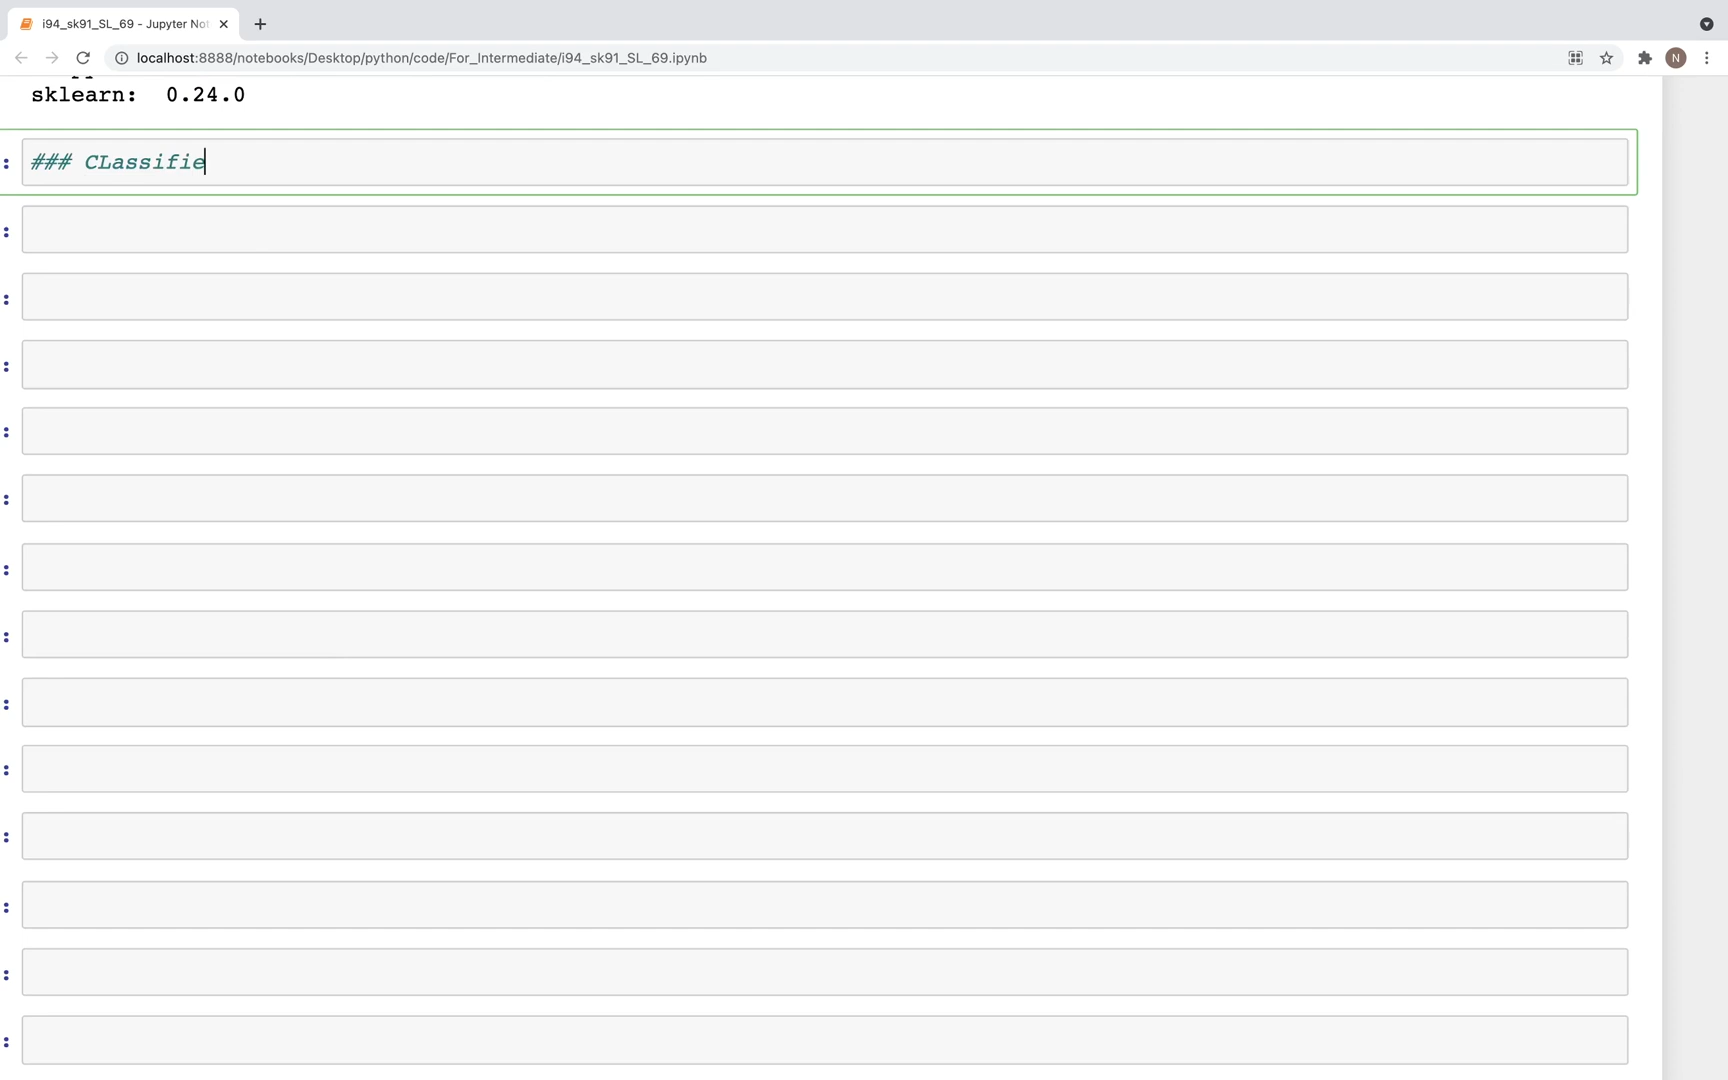 i94_sk91_SL_69 - Jupyter Not
localhost:8888/notebooks/Desktop/python/code/For_Intermediate/i94_sk91_SL_69.ipynb
N
sklearn: 0.24.0
### CLassifie